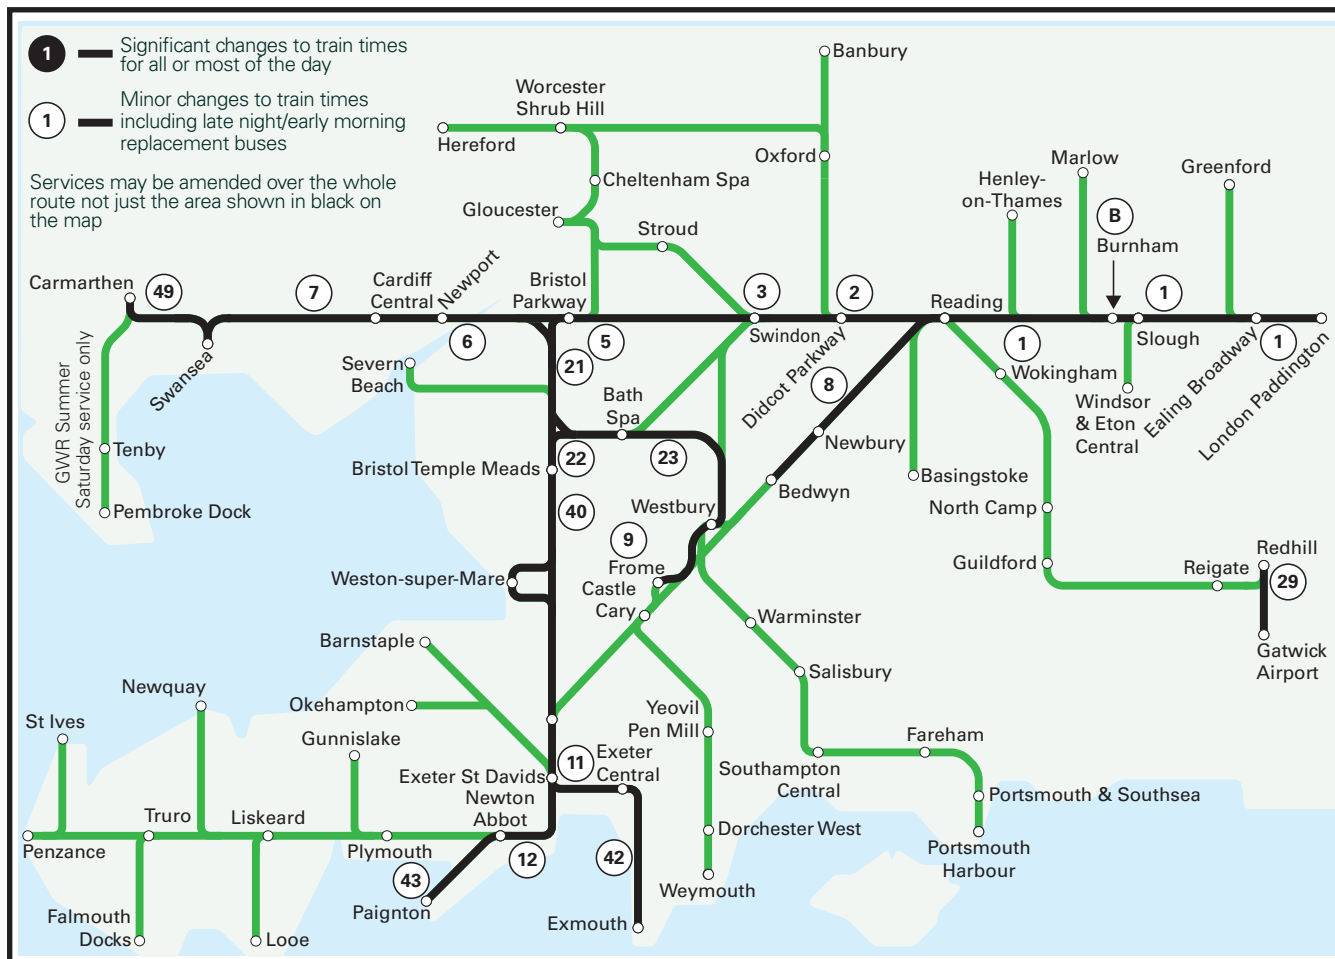 1
Significant changes to train times
for all or most of the day
1
Minor changes to train times
including late night/early morning
replacement buses
Services may be amended over the whole
route not just the area shown in black on
the map
Banbury
Worcester
Shrub Hill
Hereford
Oxford
Marlow
Greenford
Henley-
on-Thames
Cheltenham Spa
Gloucester
Stroud
B
Burnham
Carmarthen
49
7
Cardiff
Central
Newport
Bristol
Parkway
3
2
Reading
1
Swansea
6
5
Swindon
Didcot Parkway
1
Slough
Ealing Broadway
1
London Paddington
GWR Summer
Saturday service only
Severn
Beach
21
8
Wokingham
Windsor
& Eton
Central
Bath
Spa
Tenby
Newbury
Bristol Temple Meads
22
23
Basingstoke
Bedwyn
Pembroke Dock
40
Westbury
North Camp
9
Frome
Guildford
Redhill
Reigate
29
Weston-super-Mare
Castle
Cary
Warminster
Gatwick
Airport
Barnstaple
Salisbury
Newquay
Okehampton
Yeovil
Pen Mill
St Ives
Gunnislake
Fareham
11
Exeter
Central
Exeter St Davids
Southampton
Central
Newton
Abbot
Portsmouth & Southsea
Truro
Liskeard
Penzance
Plymouth
12
42
Dorchester West
Portsmouth
Harbour
43
Paignton
Weymouth
Falmouth
Docks
Looe
Exmouth